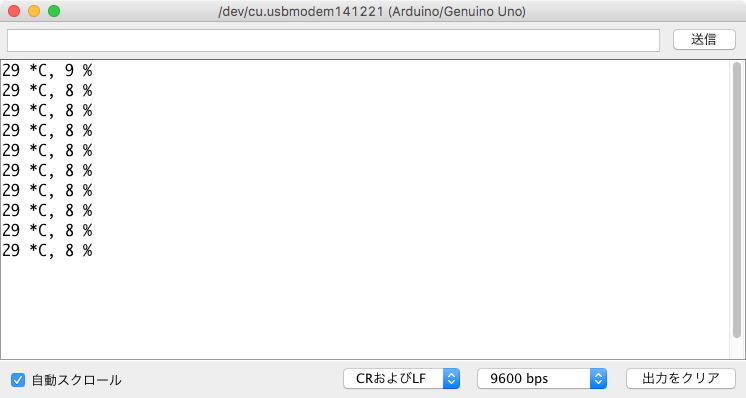 /dev/cu.usbmodem141221 (Arduino/Genuino Uno)
送信
29 *C, 9 %
29 *C, 8 %
29 *C, 8 %
29 *C, 8 %
29 *C, 8 %
29 *C, 8 %
29 *C, 8 %
29 *C, 8 %
29 *C, 8 %
29 *C, 8 %
自動スクロール
CRおよびLF
9600 bps
出力をクリア